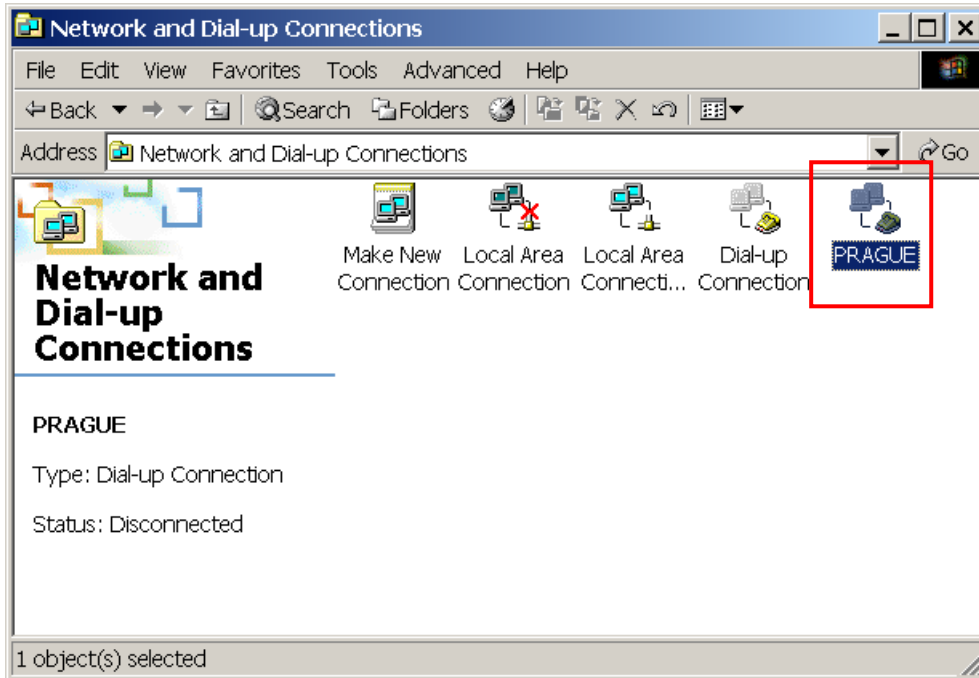 Network and Dial-up Connections
File Edit View Favorites Tools Advanced Help
Back Search Folders
Address Network and Dial-up Connections Go
Network and
Dial-up
Connections
PRAGUE
Type: Dial-up Connection
Status: Disconnected
Make New
Connection
Local Area
Connection
Local Area
Connecti...
Dial-up
Connection
PRAGUE
1 object(s) selected